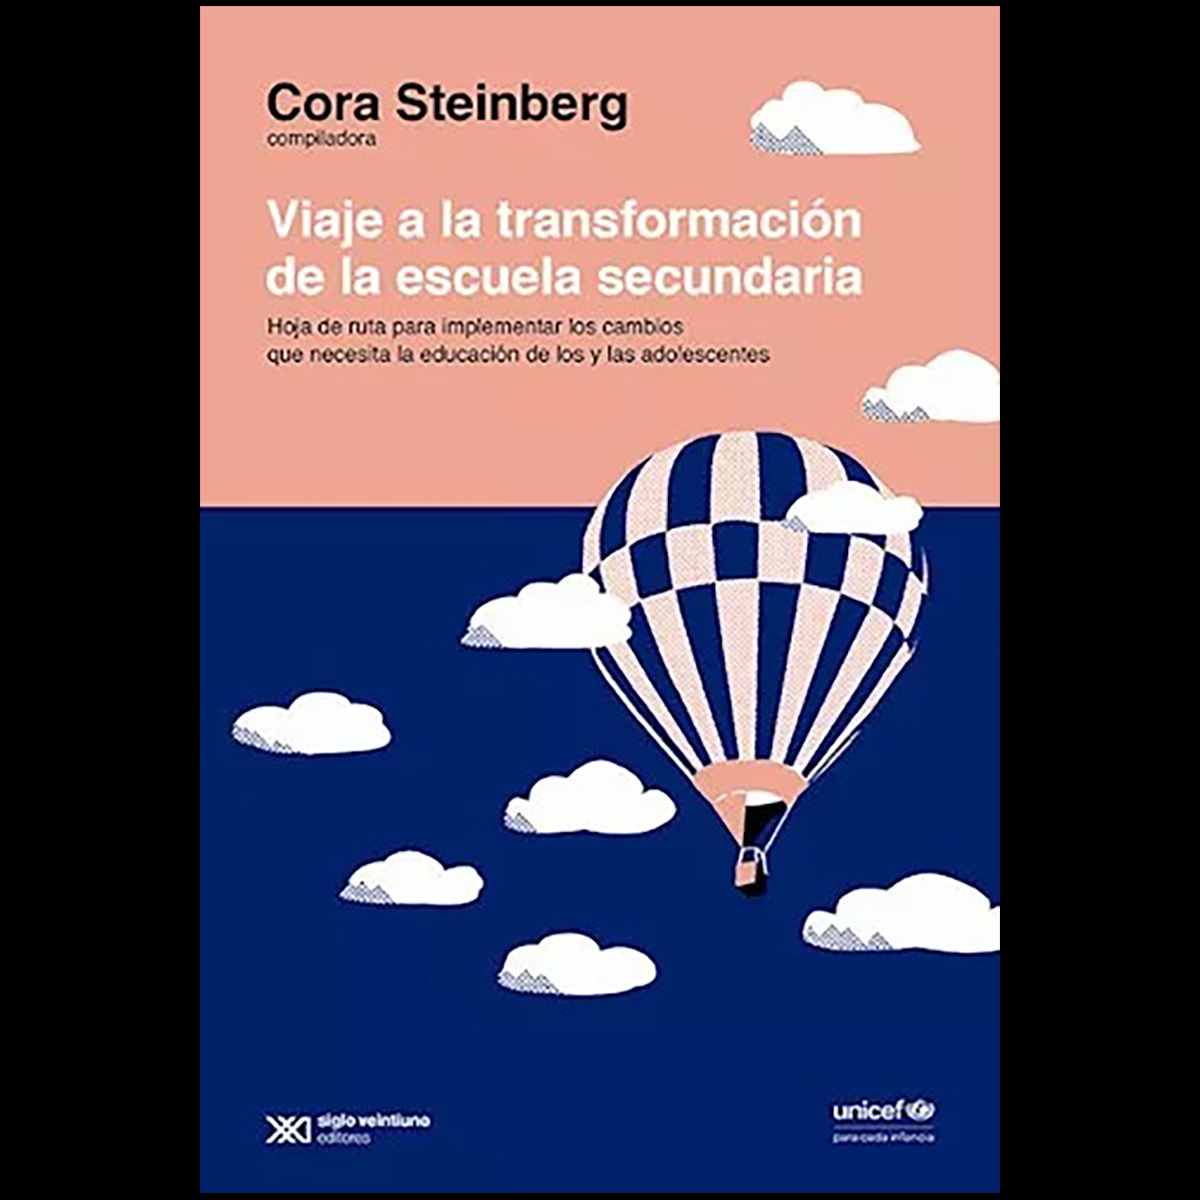 Cora Steinberg
compiladora
Viaje a la transformación
de la escuela secundaria
Hoja de ruta para implementar los cambios
que necesita la educación de los y las adolescentes
siglo veintiuno
editores
unicef
para cada infancia